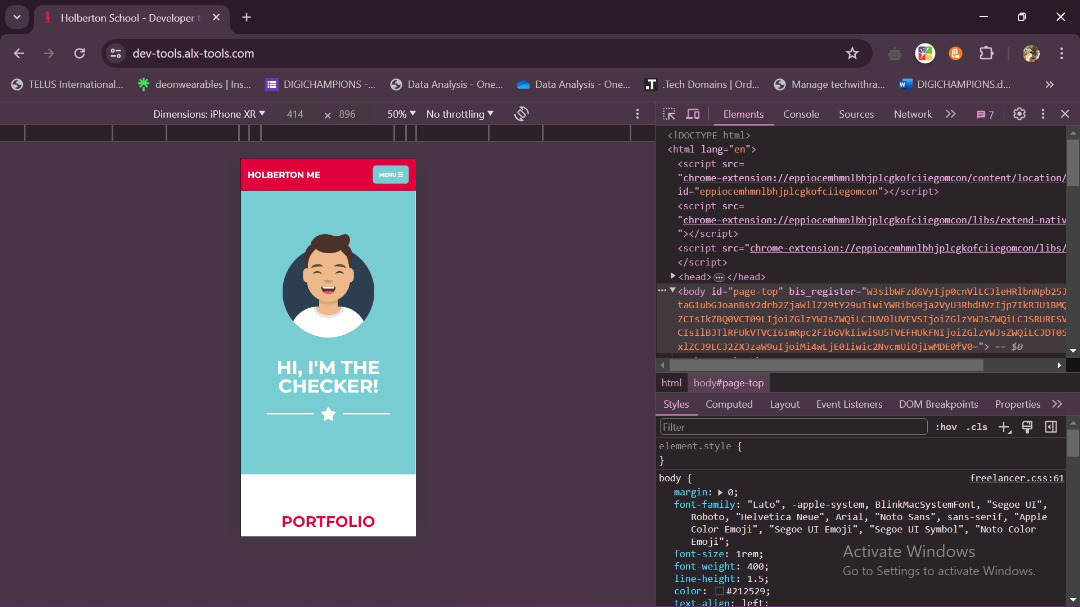 Holberton School - Developer t
dev-tools.alx-tools.com
TELUS International...
deonwearables | Ins...
DIGICHAMPIONS -...
Data Analysis - One...
Data Analysis - One...
.Tech Domains | Ord...
Manage techwithra...
DIGICHAMPIONS.d...
Dimensions: iPhone XR
414
×
896
50%
No throttling
Elements
Console
Sources
Network
7
HOLBERTON ME
MENU
HI, I'M THE
CHECKER!
PORTFOLIO
<!DOCTYPE html>
<html lang="en">
<script src=
"chrome-extension://eppiocemhmnlbhjplcgkofciiegomcon/content/location/
id="eppiocemhmnlbhjplcgkofciiegomcon"></script>
<script src=
"chrome-extension://eppiocemhmnlbhjplcgkofciiegomcon/libs/extend-nativ
"></script>
<script src="chrome-extension://eppiocemhmnlbhjplcgkofciiegomcon/libs/
</script>
<head> ... </head>
<body id="page-top" bis_register=
== $0
html
body#page-top
Styles
Computed
Layout
Event Listeners
DOM Breakpoints
Properties
Filter
:hov
.cls
element.style {
}
body {
freelancer.css:61
margin: 0;
font-family: "Lato", -apple-system, BlinkMacSystemFont, "Segoe UI",
Roboto, "Helvetica Neue", Arial, "Noto Sans", sans-serif, "Apple
Color Emoji", "Segoe UI Emoji", "Segoe UI Symbol", "Noto Color
Emoji";
font-size: 1rem;
font-weight: 400;
line-height: 1.5;
color: #212529;
text-align: left;
Activate Windows
Go to Settings to activate Windows.